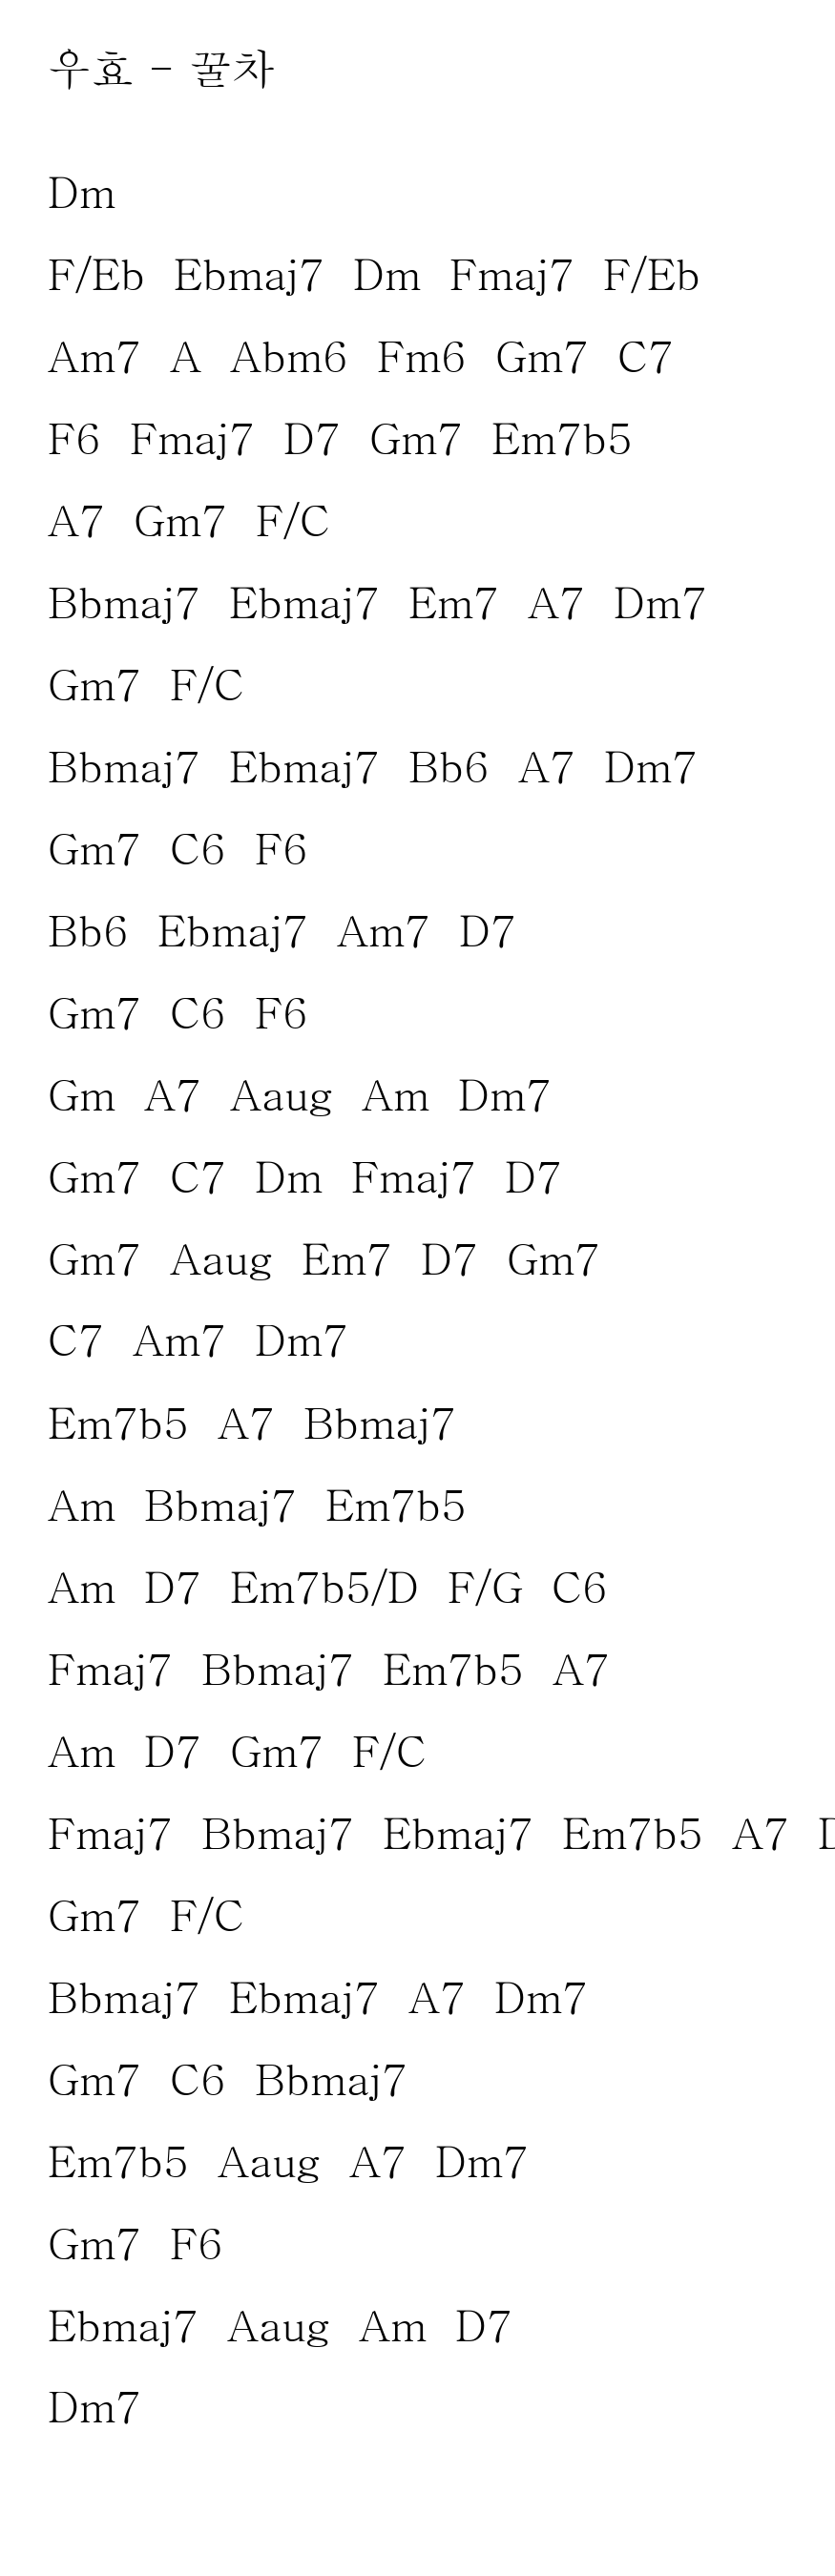 우효 - 꿀차
Dm
F/Eb Ebmaj7 Dm Fmaj7 F/Eb
Am7 A Abm6 Fm6 Gm7 C7
F6 Fmaj7 D7 Gm7 Em7b5
A7 Gm7 F/C
Bbmaj7 Ebmaj7 Em7 A7 Dm7
Gm7 F/C
Bbmaj7 Ebmaj7 Bb6 A7 Dm7
Gm7 C6 F6
Bb6 Ebmaj7 Am7 D7
Gm7 C6 F6
Gm A7 Aaug Am Dm7
Gm7 C7 Dm Fmaj7 D7
Gm7 Aaug Em7 D7 Gm7
C7 Am7 Dm7
Em7b5 A7 Bbmaj7
Am Bbmaj7 Em7b5
Am D7 Em7b5/D F/G C6
Fmaj7 Bbmaj7 Em7b5 A7
Am D7 Gm7 F/C
Fmaj7 Bbmaj7 Ebmaj7 Em7b5 A7
Gm7 F/C
Bbmaj7 Ebmaj7 A7 Dm7
Gm7 C6 Bbmaj7
Em7b5 Aaug A7 Dm7
Gm7 F6
Ebmaj7 Aaug Am D7
Dm7